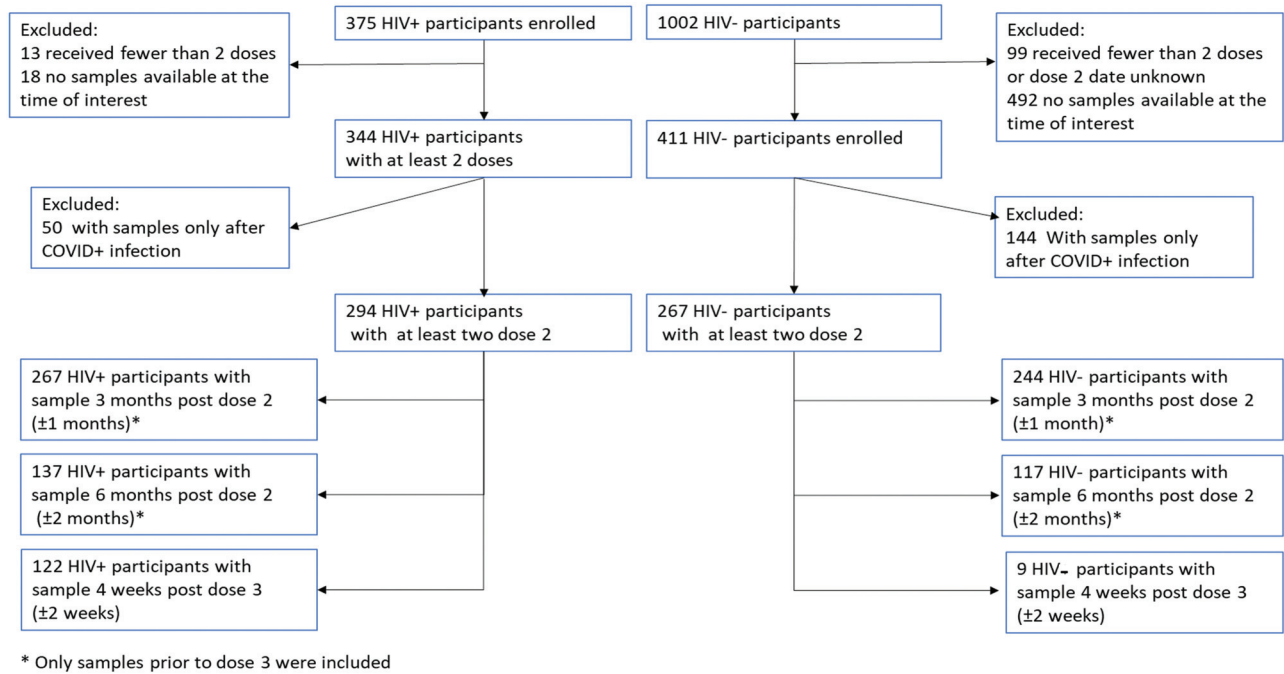 375 HIV+ participants enrolled
1002 HIV- participants
Excluded:
13 received fewer than 2 doses
18 no samples available at the
time of interest
Excluded:
99 received fewer than 2 doses
or dose 2 date unknown
492 no samples available at the
time of interest
344 HIV+ participants
with at least 2 doses
411 HIV- participants enrolled
Excluded:
50 with samples only after
COVID+ infection
Excluded:
144 With samples only
after COVID+ infection
294 HIV+ participants
with at least two dose 2
267 HIV- participants
with at least two dose 2
267 HIV+ participants with
sample 3 months post dose 2
(±1 months)*
244 HIV- participants with
sample 3 months post dose 2
(±1 month)*
137 HIV+ participants with
sample 6 months post dose 2
(±2 months)*
117 HIV- participants with
sample 6 months post dose 2
(±2 months)*
122 HIV+ participants with
sample 4 weeks post dose 3
(±2 weeks)
9 HIV- participants with
sample 4 weeks post dose 3
(±2 weeks)
* Only samples prior to dose 3 were included